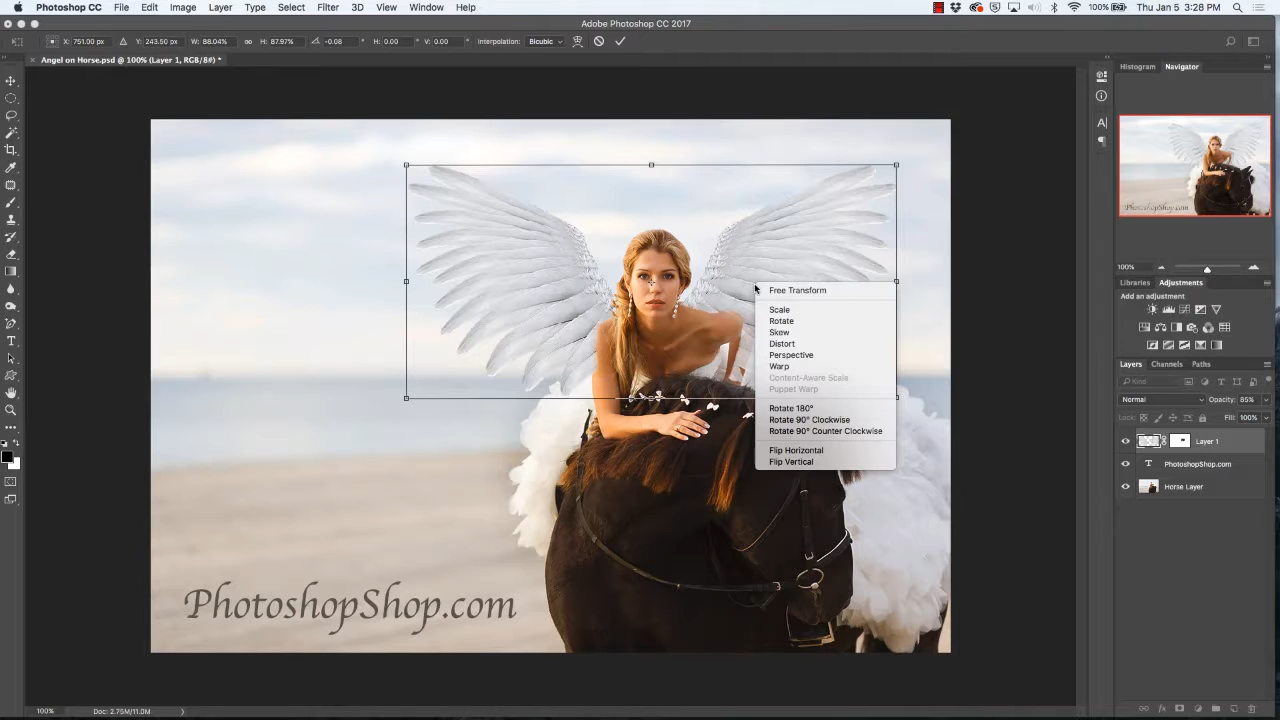 Photoshop CC File Edit Image Layer Type Select Filter 3D View Window Help 100% Thu Jan 5 3:28 PM
Adobe Photoshop CC 2017
X: 751.00 px Y: 243.50 px W: 88.04% H: 87.97% -0.08 H: 0.00 V: 0.00 Interpolation: Bicubic
Angel on Horse.psd @ 100% (Layer 1, RGB/8#) *
Histogram Navigator
PhotoshopShop.com
100%
Libraries Adjustments
Add an adjustment
Free Transform
Scale
Rotate
Skew
Distort
Perspective
Warp
Content-Aware Scale
Puppet Warp
Rotate 180°
Rotate 90° Clockwise
Rotate 90° Counter Clockwise
Flip Horizontal
Flip Vertical
Layers Channels Paths
Kind
Normal Opacity: 85%
Lock: Fill: 100%
Layer 1
T PhotoshopShop.com
Horse Layer
PhotoshopShop.com
100% Doc: 2.75M/11.0M